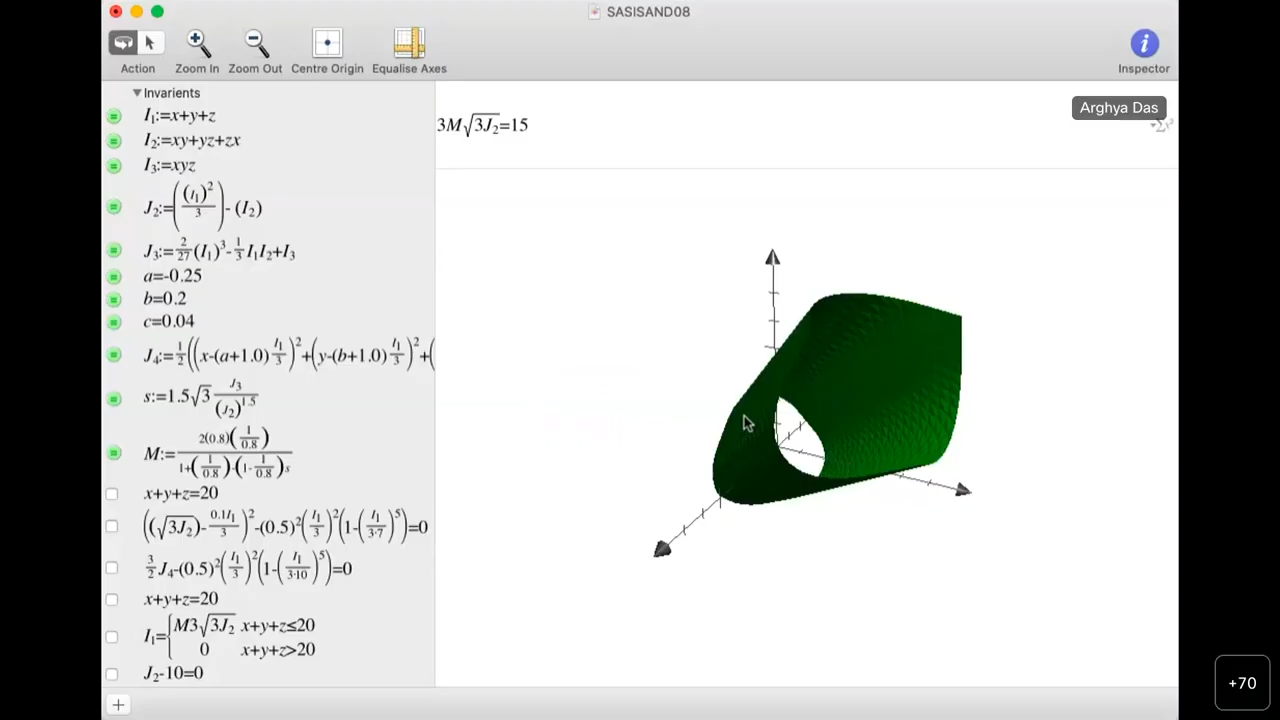 SASISAND08
Action
Zoom In
Zoom Out
Centre Origin
Equalise Axes
Inspector
Arghya Das
Invarients
I₁:=x+y+z
I₂:=xy+yz+zx
I₃:=xyz
J₂:=((I₁)²/3)-(I₂)
J₃:=2/27(I₁)³-1/3I₁I₂+I₃
a=-0.25
b=0.2
c=0.04
J₄:=1/2((x-(a+1.0)I₁/3)²+(y-(b+1.0)I₁/3)²+(
s:=1.5√3 J₃/(J₂)^1.5
M:=2(0.8)(1/0.8)/1+(1/0.8)-(1-1/0.8)s
x+y+z=20
((√3J₂)-0.1I₁/3)²-(0.5)²(I₁/3)²(1-(I₁/3·7)⁵)=0
3/2J₄-(0.5)²(I₁/3)²(1-(I₁/3·10)⁵)=0
x+y+z=20
I₁={M3√3J₂ x+y+z≤20
0 x+y+z>20
J₂-10=0
3M√3J₂=15
+70